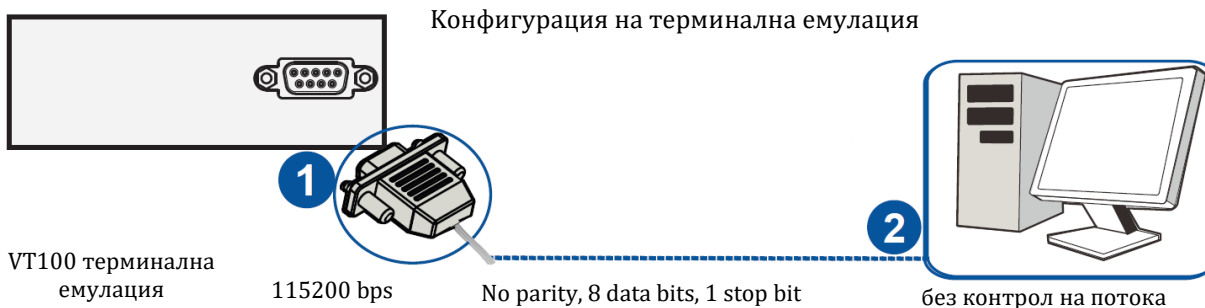 Конфигурация на терминална емулация
1
2
VT100 терминална
емулация
115200 bps
No parity, 8 data bits, 1 stop bit
без контрол на потока